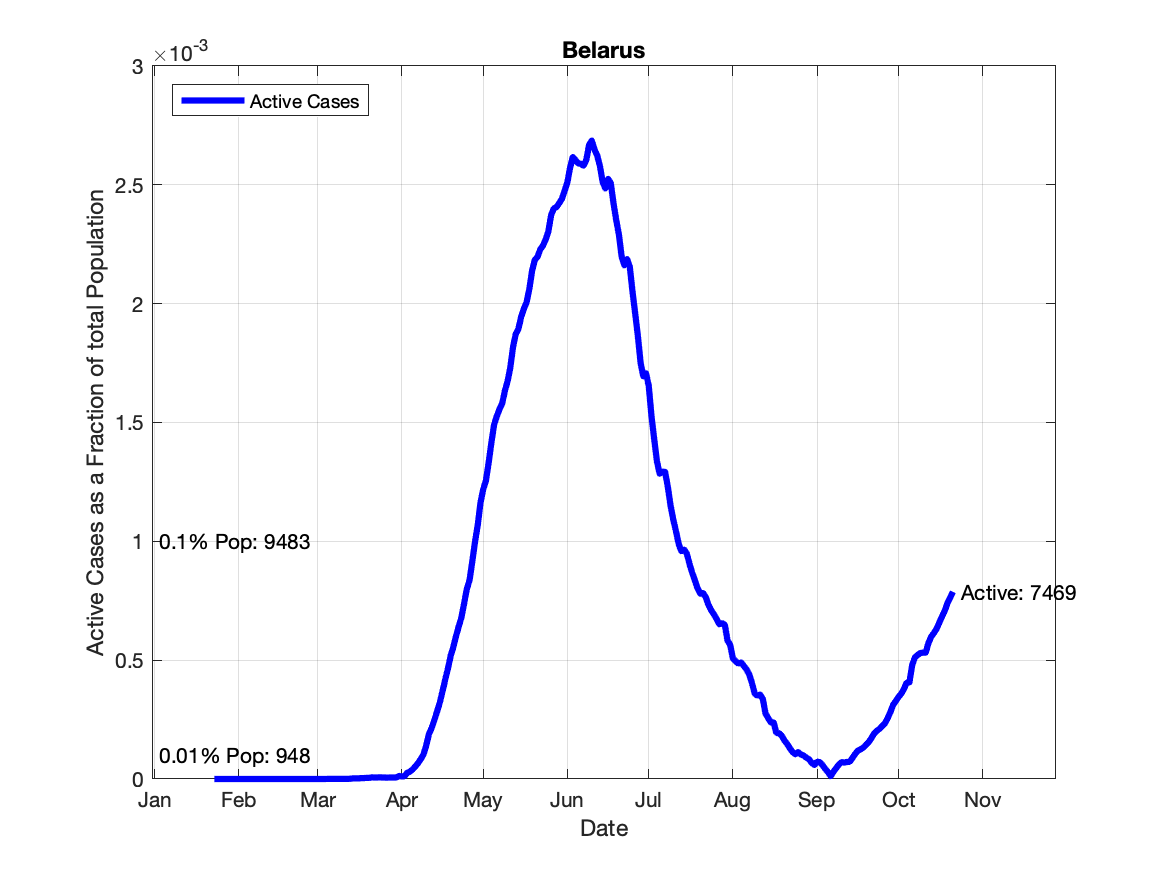 Belarus
×10-3
3
2.5
2
1.5
1
0.5
0
Active Cases
0.1% Pop: 9483
0.01% Pop: 948
Active: 7469
Active Cases as a Fraction of total Population
Jan Feb Mar Apr May Jun Jul Aug Sep Oct Nov
Date